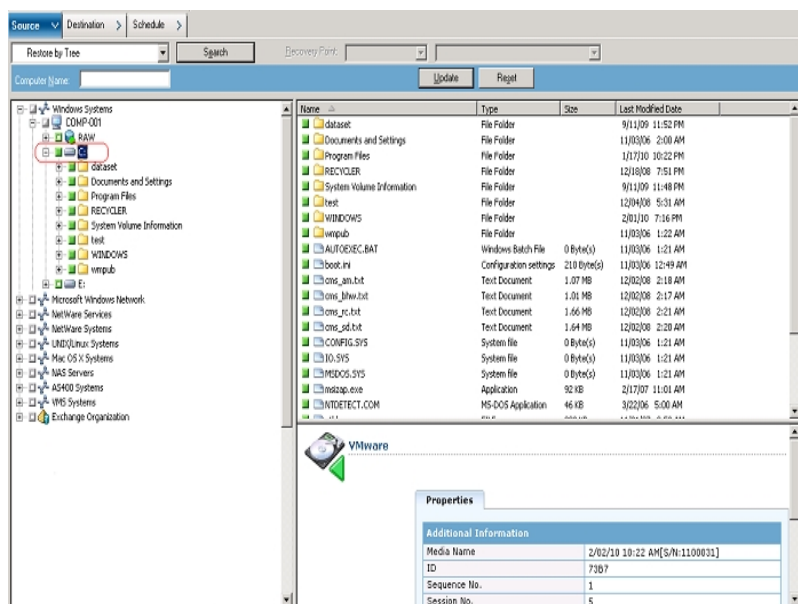 Source Destination Schedule
Restore by Tree Search Recovery Point:
Computer Name: Update Reset
Windows Systems
COMP-001
RAW
C:
dataset
Documents and Settings
Program Files
RECYCLER
System Volume Information
test
WINDOWS
wmpub
E:
Microsoft Windows Network
NetWare Services
NetWare Systems
UNIX/Linux Systems
Mac OS X Systems
NAS Servers
AS400 Systems
VMS Systems
Exchange Organization
Name Type Size Last Modified Date
dataset File Folder 9/11/09 11:52 PM
Documents and Settings File Folder 11/03/06 2:00 AM
Program Files File Folder 1/17/10 10:22 PM
RECYCLER File Folder 12/18/08 7:51 PM
System Volume Information File Folder 9/11/09 11:48 PM
test File Folder 12/04/08 5:31 AM
WINDOWS File Folder 2/01/10 7:16 PM
wmpub File Folder 11/03/06 1:22 AM
AUTOEXEC.BAT Windows Batch File 0 Byte(s) 11/03/06 1:21 AM
boot.ini Configuration settings 210 Byte(s) 11/03/06 12:49 AM
cms_am.txt Text Document 1.07 MB 12/02/08 2:18 AM
cms_bhw.txt Text Document 1.01 MB 12/02/08 2:17 AM
cms_rc.txt Text Document 1.66 MB 12/02/08 2:21 AM
cms_sd.txt Text Document 1.64 MB 12/02/08 2:20 AM
CONFIG.SYS System file 0 Byte(s) 11/03/06 1:21 AM
IO.SYS System file 0 Byte(s) 11/03/06 1:21 AM
MSDOS.SYS System file 0 Byte(s) 11/03/06 1:21 AM
msizap.exe Application 92 KB 2/17/07 11:01 AM
NTDETECT.COM MS-DOS Application 46 KB 3/22/06 5:00 AM
VMware
Properties
Additional Information
Media Name 2/02/10 10:22 AM[S/N:1100031]
ID 73B7
Sequence No. 1
Session No. 5